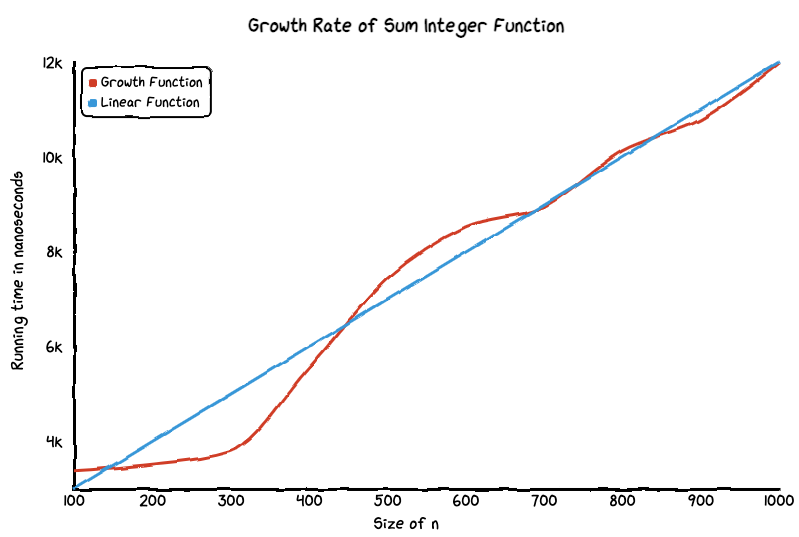 Growth Rate of Sum Integer Function
12k
Growth Function
Linear Function
10k
8k
6k
4k
Running time in nanoseconds
100 200 300 400 500 600 700 800 900 1000
Size of n